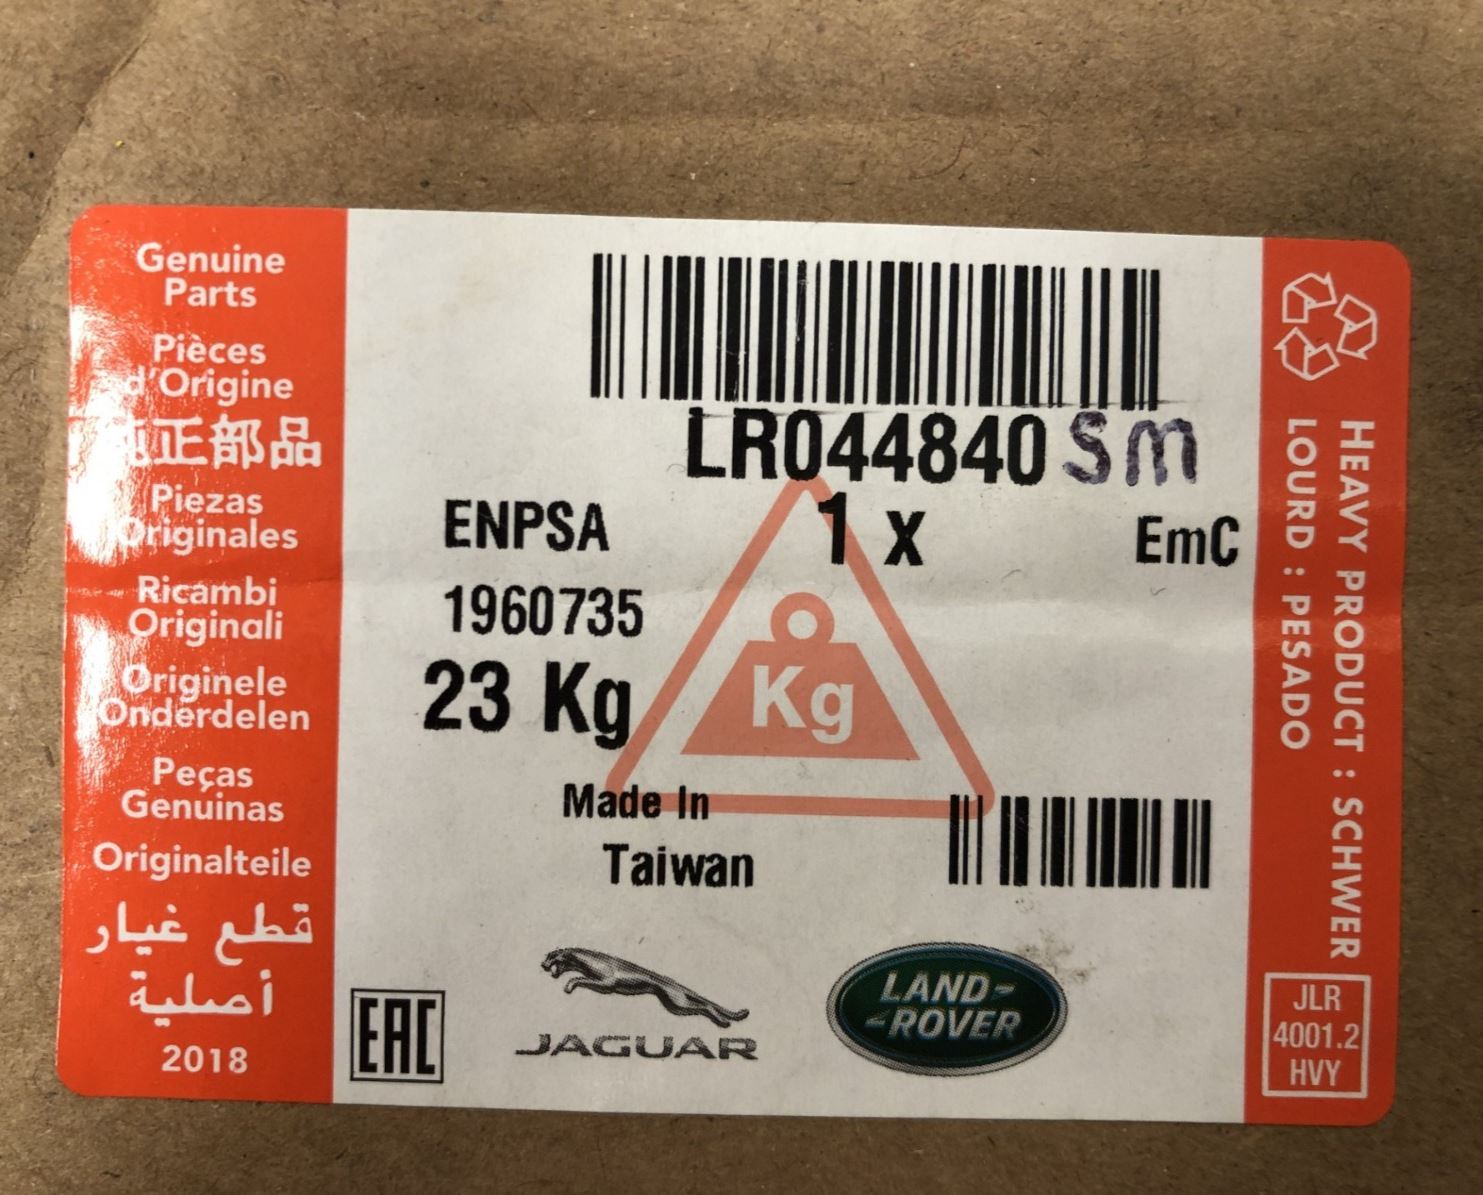 Genuine
Parts
Pièces
d'Origine
純正部品
Piezas
Originales
Ricambi
Originali
Originele
Onderdelen
Peças
Genuinas
Originalteile
قطع غيار
أصلية
2018
LR044840 SM
ENPSA
1 x
EmC
1960735
23 Kg
Kg
Made In
Taiwan
EAC
JAGUAR
LAND-
-ROVER
HEAVY PRODUCT : SCHWER
LOURD : PESADO
JLR
4001.2
HVY